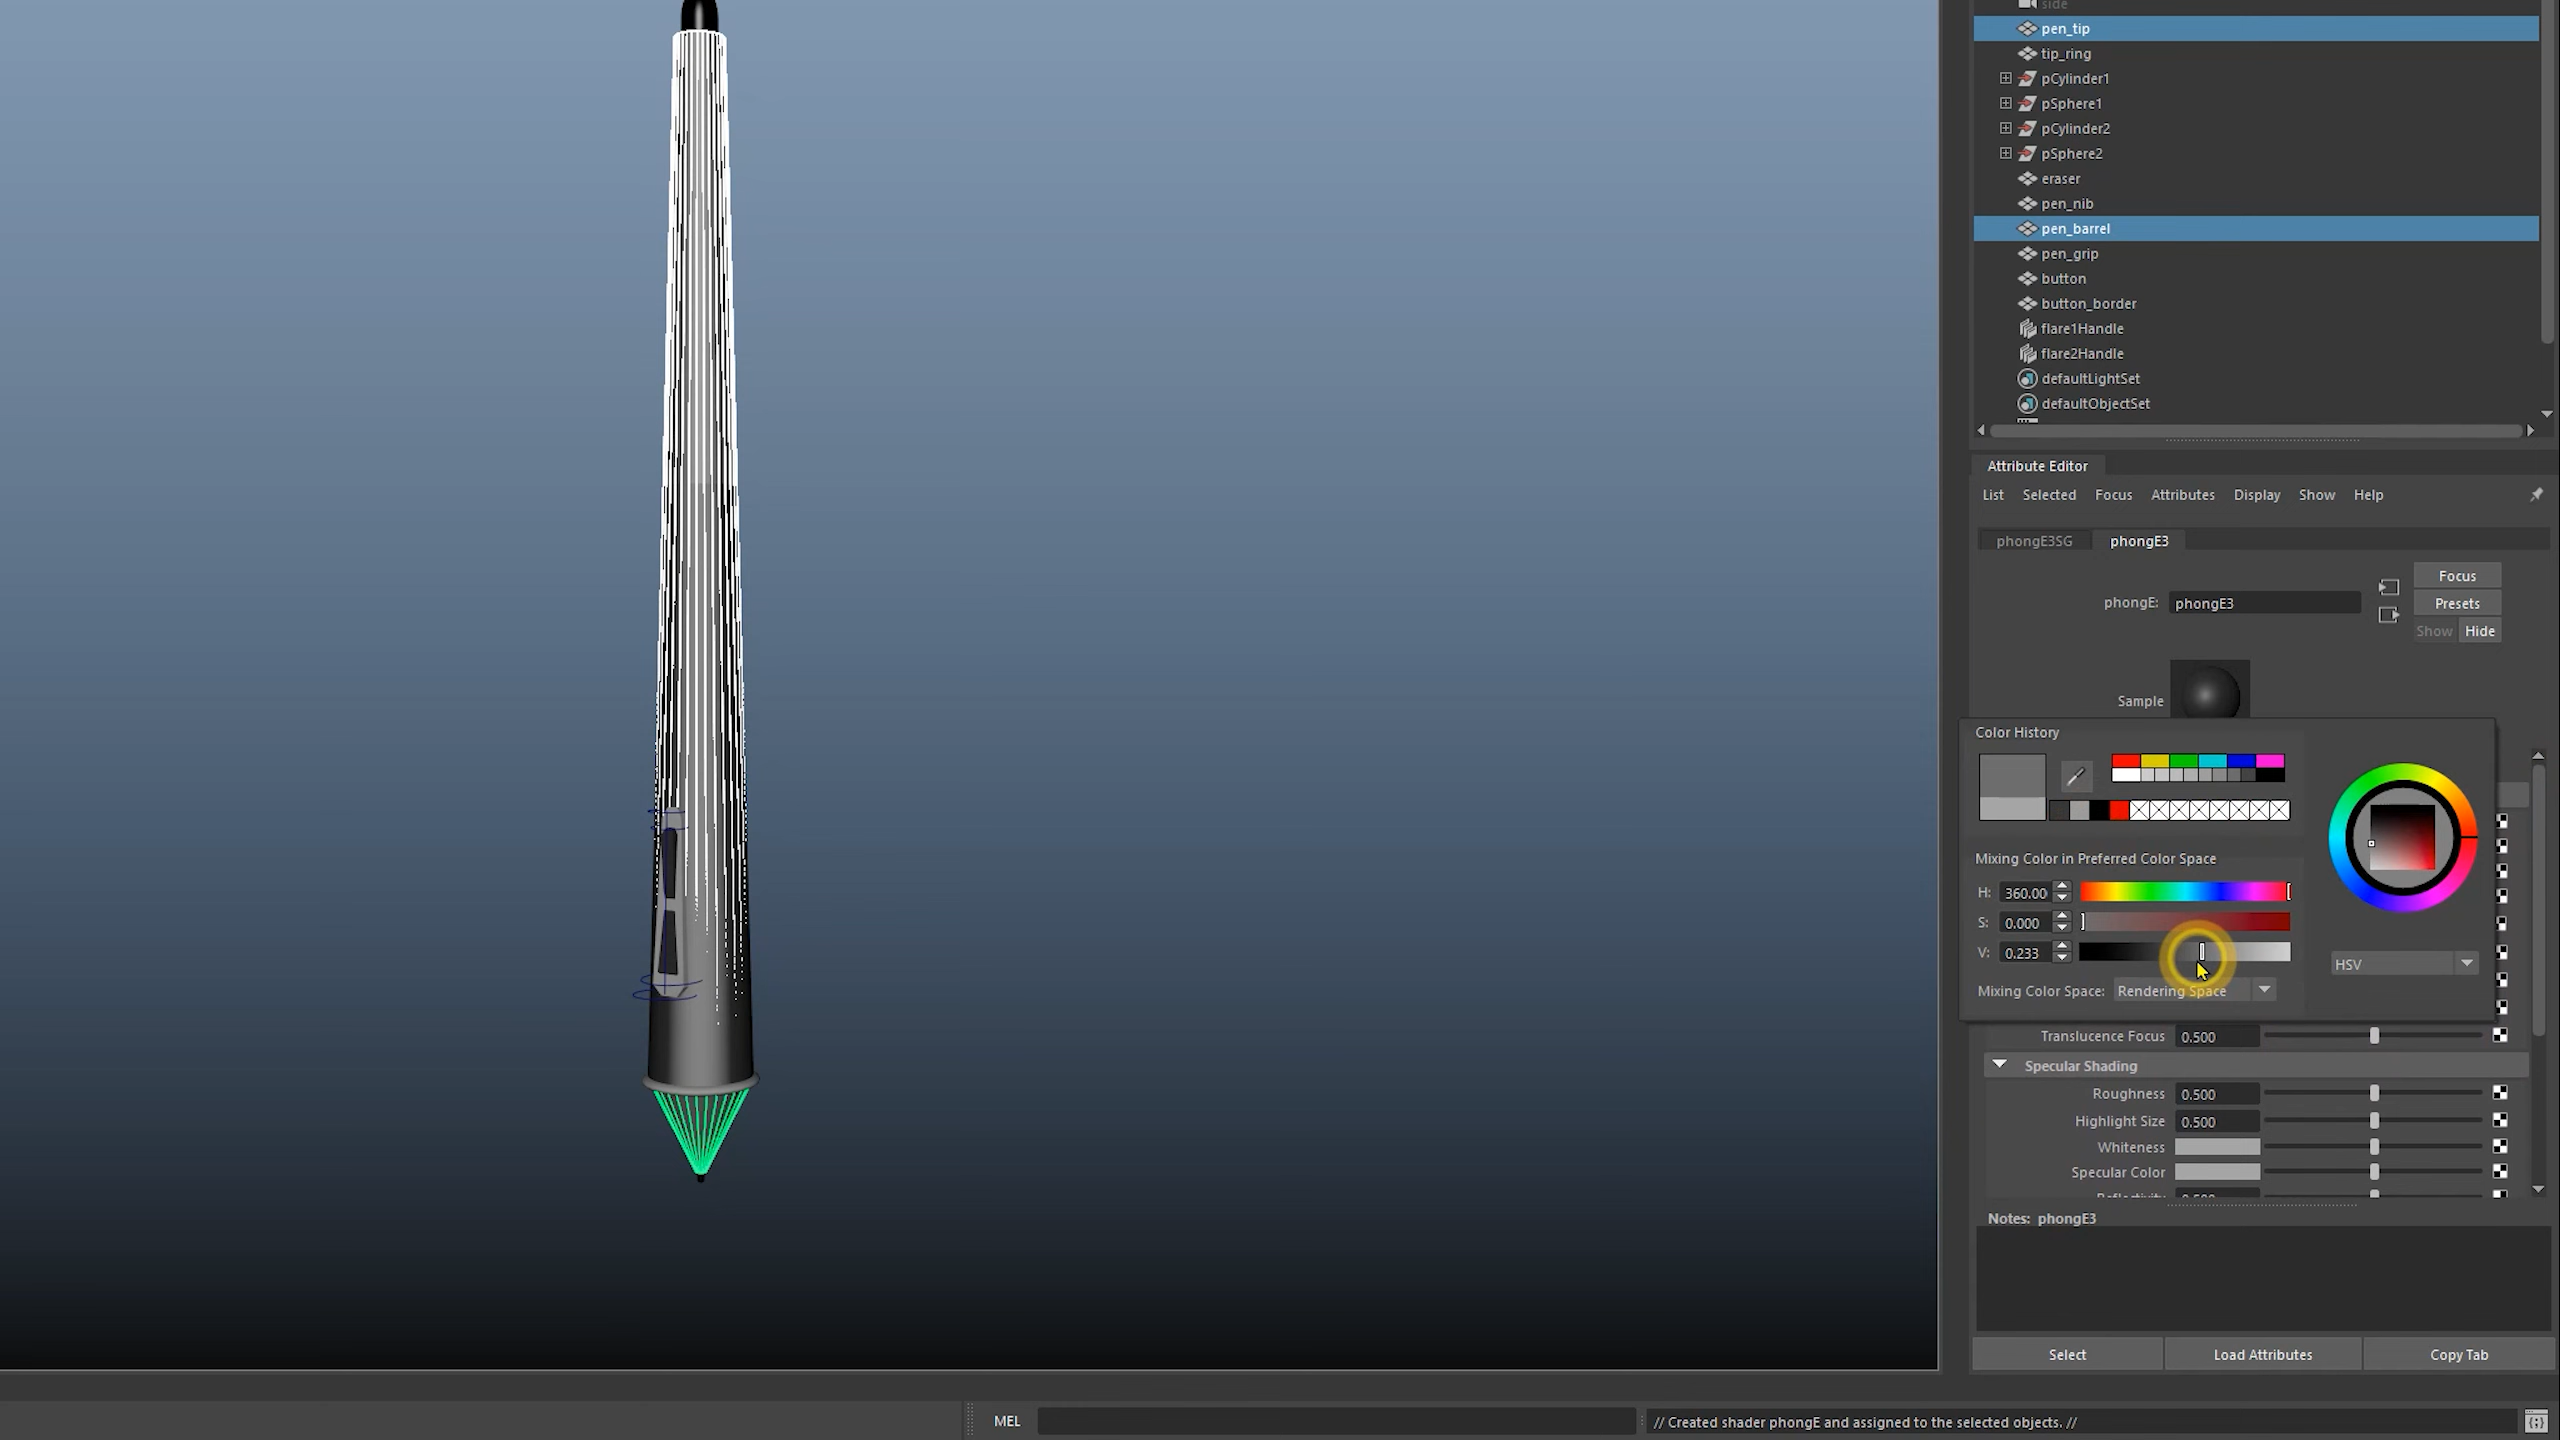 side
pen_tip
tip_ring
pCylinder1
pSphere1
pCylinder2
pSphere2
eraser
pen_nib
pen_barrel
pen_grip
button
button_border
flare1Handle
flare2Handle
defaultLightSet
defaultObjectSet
Attribute Editor
List Selected Focus Attributes Display Show Help
phongE3SG phongE3
Focus
phongE: phongE3
Presets
Show Hide
Sample
Color History
Mixing Color in Preferred Color Space
H: 360.00
S: 0.000
V: 0.233
HSV
Mixing Color Space: Rendering Space
Translucence Focus 0.500
Specular Shading
Roughness 0.500
Highlight Size 0.500
Whiteness
Specular Color
Reflectivity 0.500
Notes: phongE3
Select Load Attributes Copy Tab
MEL // Created shader phongE and assigned to the selected objects. //